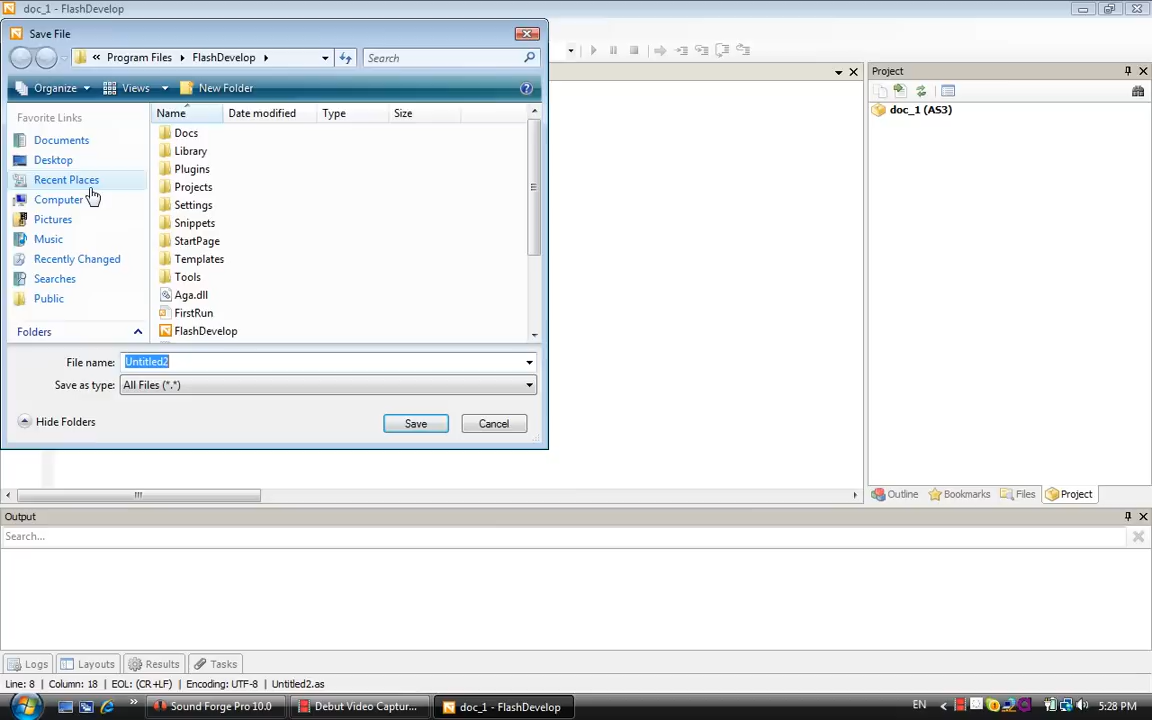 doc_1 - FlashDevelop
Save File
« Program Files FlashDevelop
Search
Organize Views New Folder
Favorite Links
Documents
Desktop
Recent Places
Computer
Pictures
Music
Recently Changed
Searches
Public
Folders
Name Date modified Type Size
Docs
Library
Plugins
Projects
Settings
Snippets
StartPage
Templates
Tools
Aga.dll
FirstRun
FlashDevelop
File name: Untitled2
Save as type: All Files (*.*)
Hide Folders
Save Cancel
Project
doc_1 (AS3)
Outline Bookmarks Files Project
Output
Search...
Logs Layouts Results Tasks
Line: 8 Column: 18 EOL: (CR+LF) Encoding: UTF-8 Untitled2.as
Sound Forge Pro 10.0 Debut Video Captur... doc_1 - FlashDevelop EN 5:28 PM